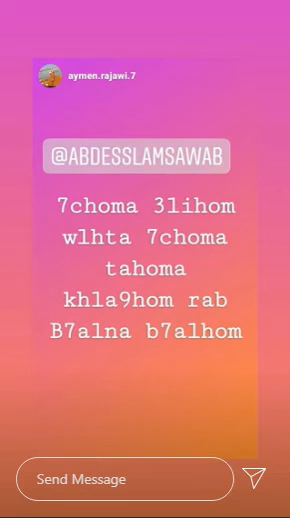 aymen.rajawi.7
@ABDESSLAMSAWAB
7choma 3lihom
wlhta 7choma
tahoma
khla9hom rab
B7alna b7alhom
Send Message